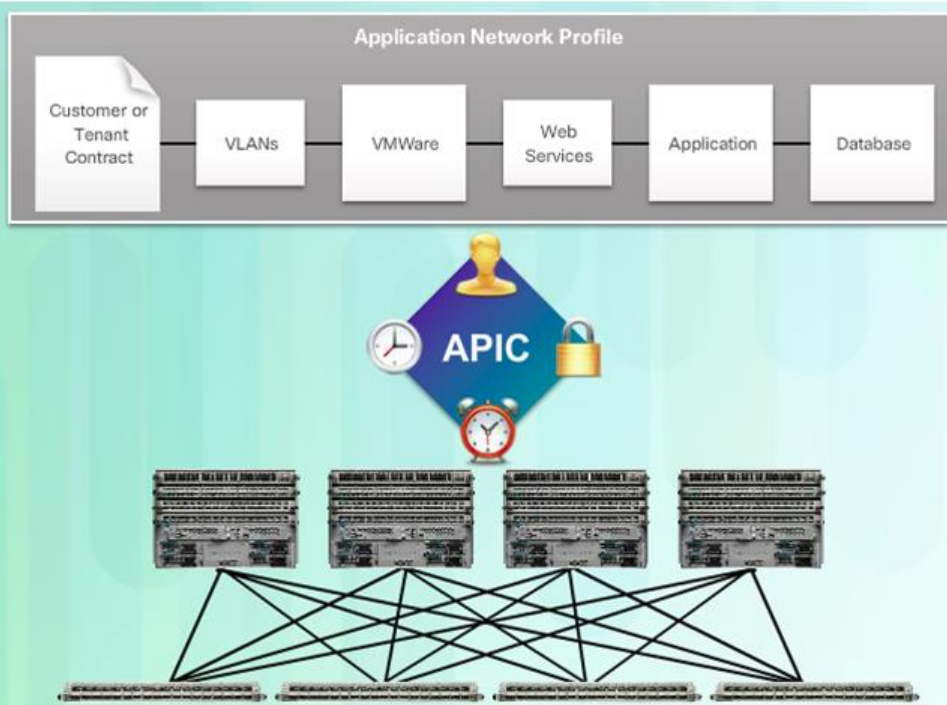 Application Network Profile
Customer or
Tenant
Contract
VLANs
VMWare
Web
Services
Application
Database
APIC